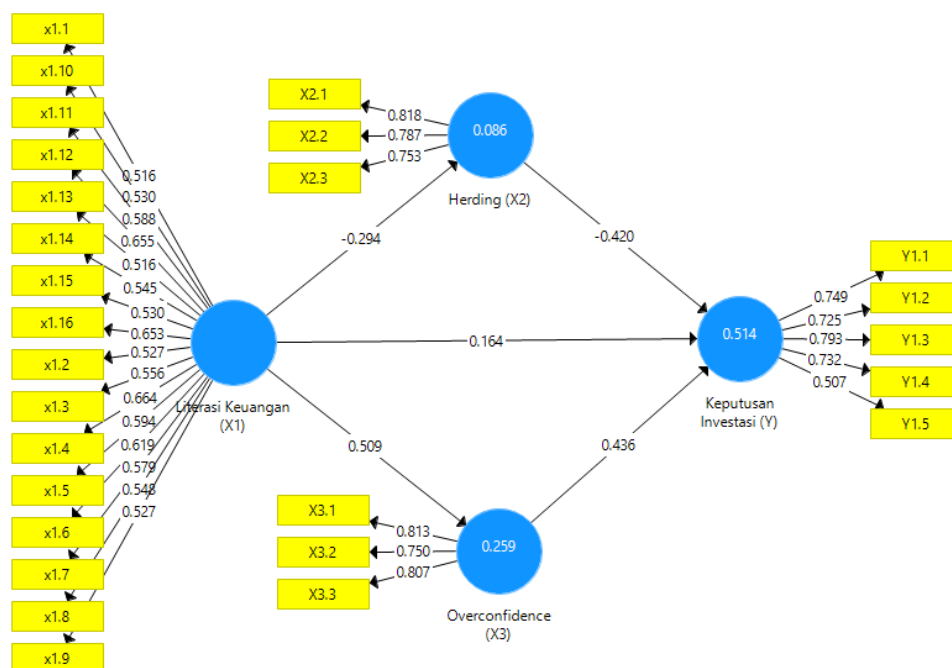 x1.1
x1.10
x1.11
x1.12
x1.13
x1.14
x1.15
x1.16
x1.2
x1.3
x1.4
x1.5
x1.6
x1.7
x1.8
x1.9
0.516
0.530
0.588
0.655
0.516
0.545
0.530
0.653
0.527
0.556
0.664
0.594
0.619
0.579
0.548
0.527
Literasi Keuangan
(X1)
X2.1
X2.2
X2.3
0.818
0.787
0.753
0.086
Herding (X2)
-0.294
-0.420
0.164
0.509
0.436
X3.1
X3.2
X3.3
0.813
0.750
0.807
0.259
Overconfidence
(X3)
0.514
Keputusan
Investasi (Y)
0.749
0.725
0.793
0.732
0.507
Y1.1
Y1.2
Y1.3
Y1.4
Y1.5